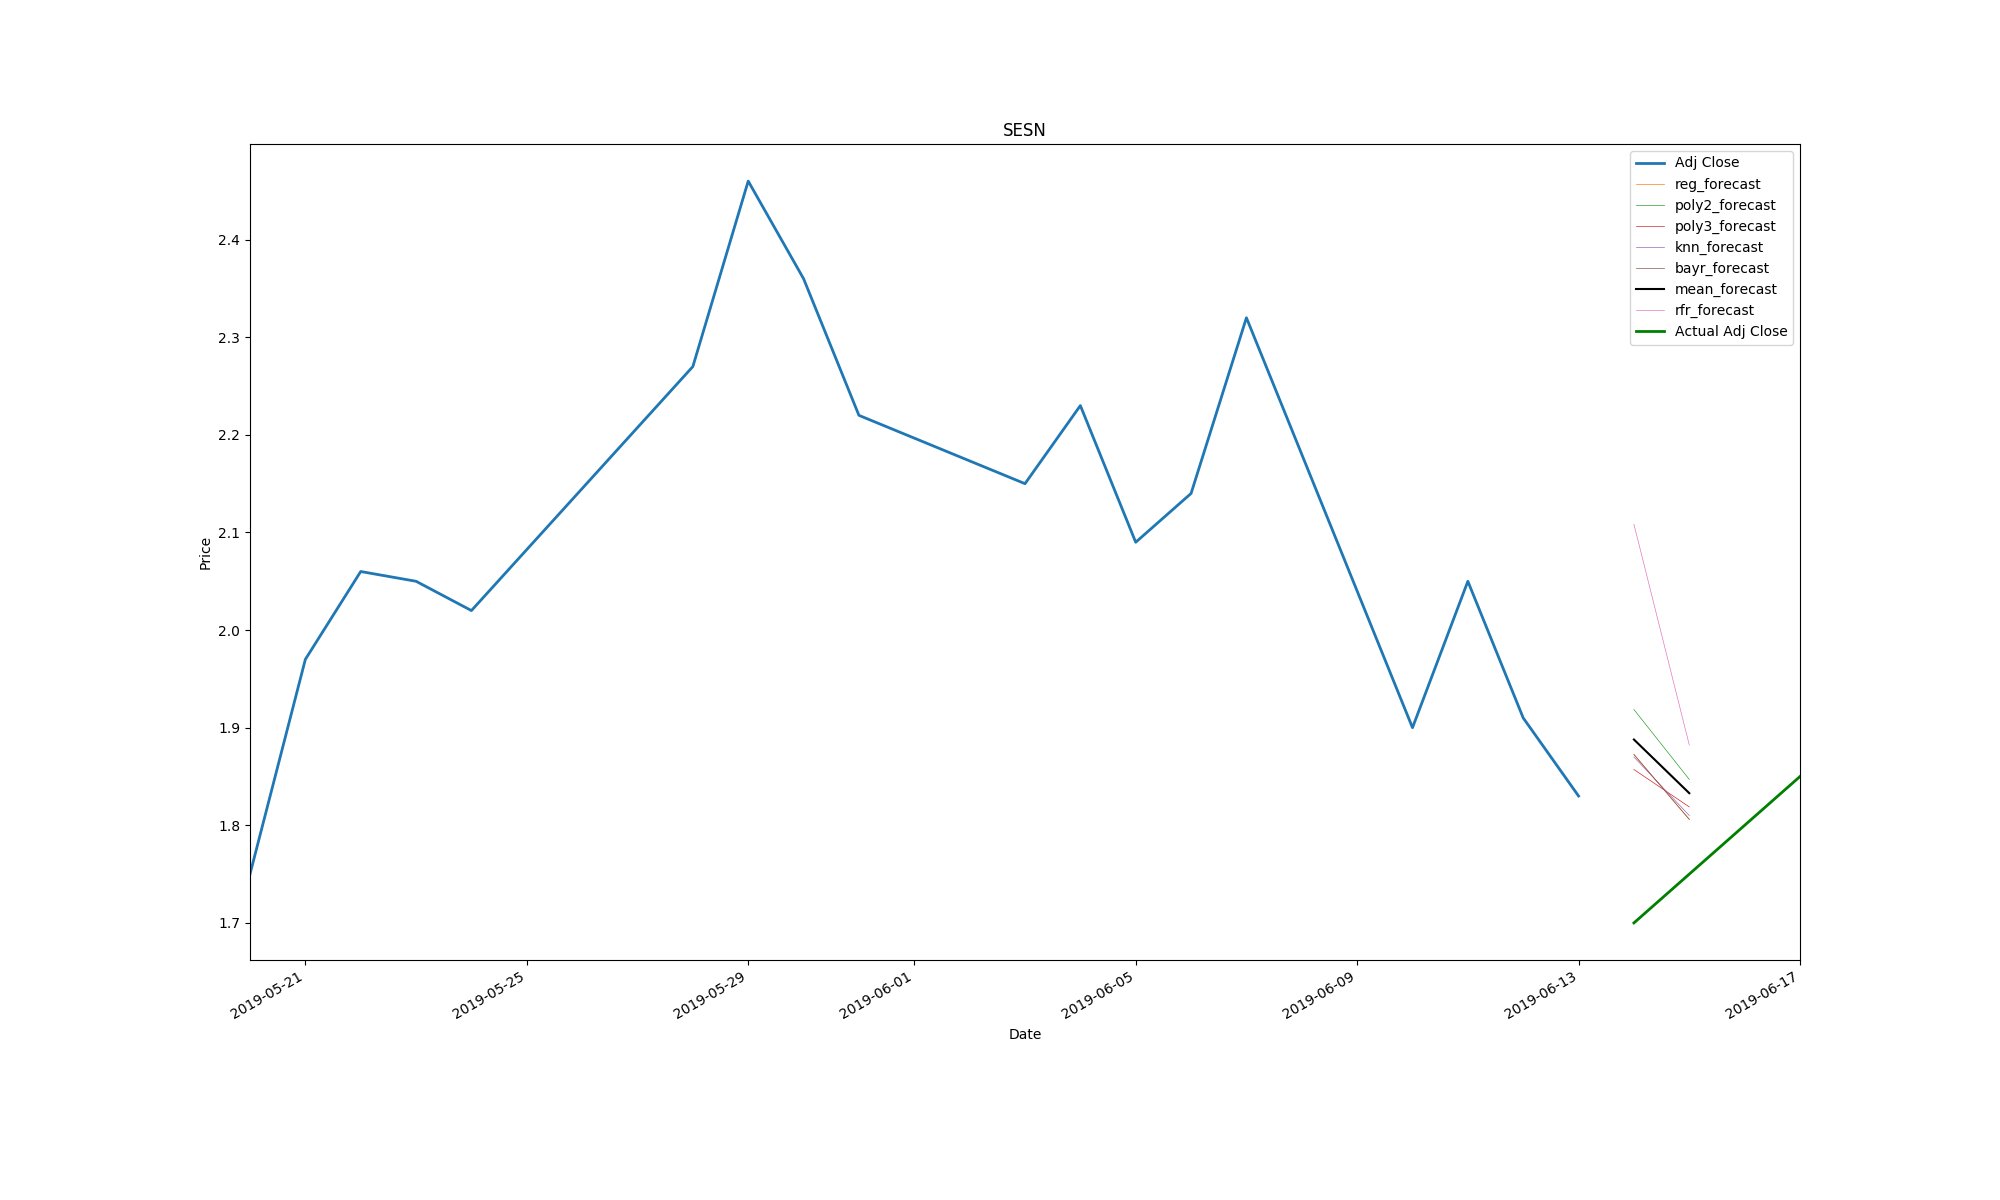 SESN
Adj Close
reg_forecast
poly2_forecast
poly3_forecast
knn_forecast
bayr_forecast
mean_forecast
rfr_forecast
Actual Adj Close
2.4
2.3
2.2
2.1
2.0
1.9
1.8
1.7
Price
2019-05-21
2019-05-25
2019-05-29
2019-06-01
2019-06-05
2019-06-09
2019-06-13
2019-06-17
Date